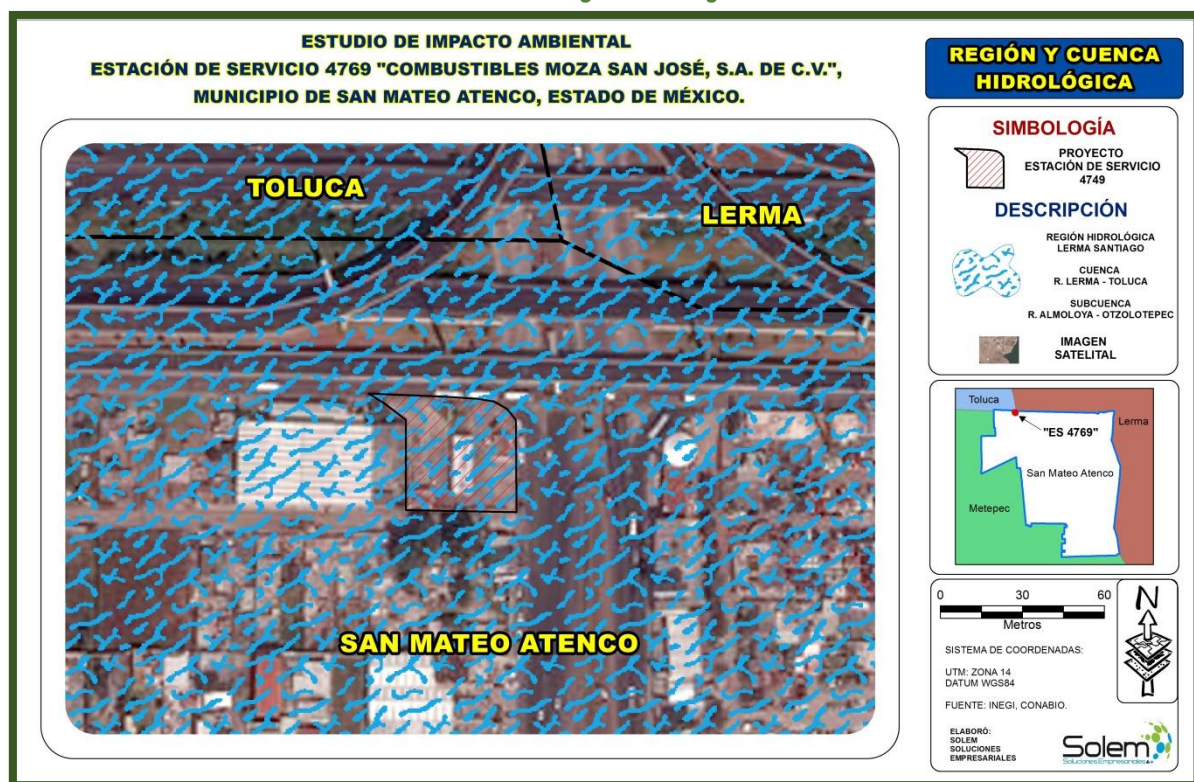 ESTUDIO DE IMPACTO AMBIENTAL
ESTACIÓN DE SERVICIO 4769 "COMBUSTIBLES MOZA SAN JOSÉ, S.A. DE C.V.",
MUNICIPIO DE SAN MATEO ATENCO, ESTADO DE MÉXICO.
TOLUCA
LERMA
SAN MATEO ATENCO
REGIÓN Y CUENCA
HIDROLÓGICA
SIMBOLOGÍA
PROYECTO
ESTACIÓN DE SERVICIO
4749
DESCRIPCIÓN
REGIÓN HIDROLÓGICA
LERMA SANTIAGO
CUENCA
R. LERMA - TOLUCA
SUBCUENCA
R. ALMOLOYA - OTZOLOTEPEC
IMAGEN
SATELITAL
Toluca
Lerma
"ES 4769"
San Mateo Atenco
Metepec
0 30 60
Metros
N
SISTEMA DE COORDENADAS:
UTM: ZONA 14
DATUM WGS84
FUENTE: INEGI, CONABIO.
ELABORÓ:
SOLEM
SOLUCIONES
EMPRESARIALES
Solem
Soluciones Empresariales